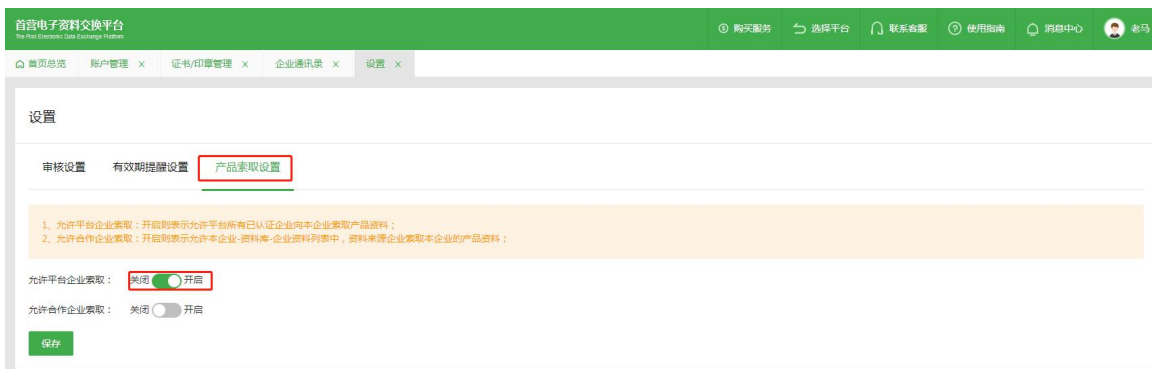 首营电子资料交换平台
The First Electronic Data Exchange Platform
购买服务 选择平台 联系客服 使用指南 消息中心 老马
首页总览 账户管理 × 证书/印章管理 × 企业通讯录 × 设置 ×
设置
审核设置 有效期提醒设置 产品索取设置
1、允许平台企业索取：开启则表示允许平台所有已认证企业向本企业索取产品资料；
2、允许合作企业索取：开启则表示允许本企业-资料库-企业资料列表中，资料来源企业索取本企业的产品资料；
允许平台企业索取： 关闭 开启
允许合作企业索取： 关闭 开启
保存